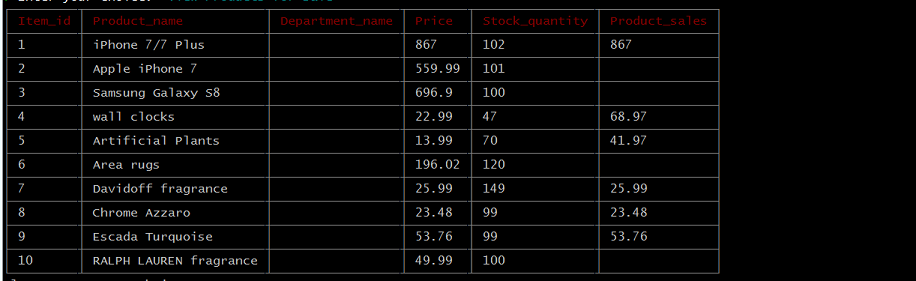 Item_id Product_name Department_name Price Stock_quantity Product_sales
1 iPhone 7/7 Plus 867 102 867
2 Apple iPhone 7 559.99 101
3 Samsung Galaxy S8 696.9 100
4 wall clocks 22.99 47 68.97
5 Artificial Plants 13.99 70 41.97
6 Area rugs 196.02 120
7 Davidoff fragrance 25.99 149 25.99
8 Chrome Azzaro 23.48 99 23.48
9 Escada Turquoise 53.76 99 53.76
10 RALPH LAUREN fragrance 49.99 100